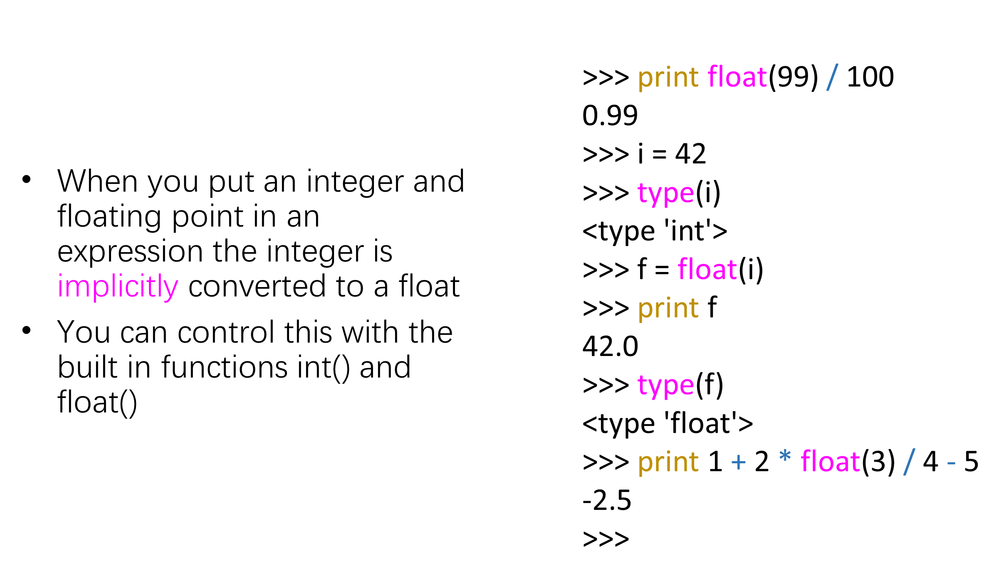 • When you put an integer and
floating point in an
expression the integer is
implicitly converted to a float
• You can control this with the
built in functions int() and
float()
>>> print float(99) / 100
0.99
>>> i = 42
>>> type(i)
<type 'int'>
>>> f = float(i)
>>> print f
42.0
>>> type(f)
<type 'float'>
>>> print 1 + 2 * float(3) / 4 - 5
-2.5
>>>